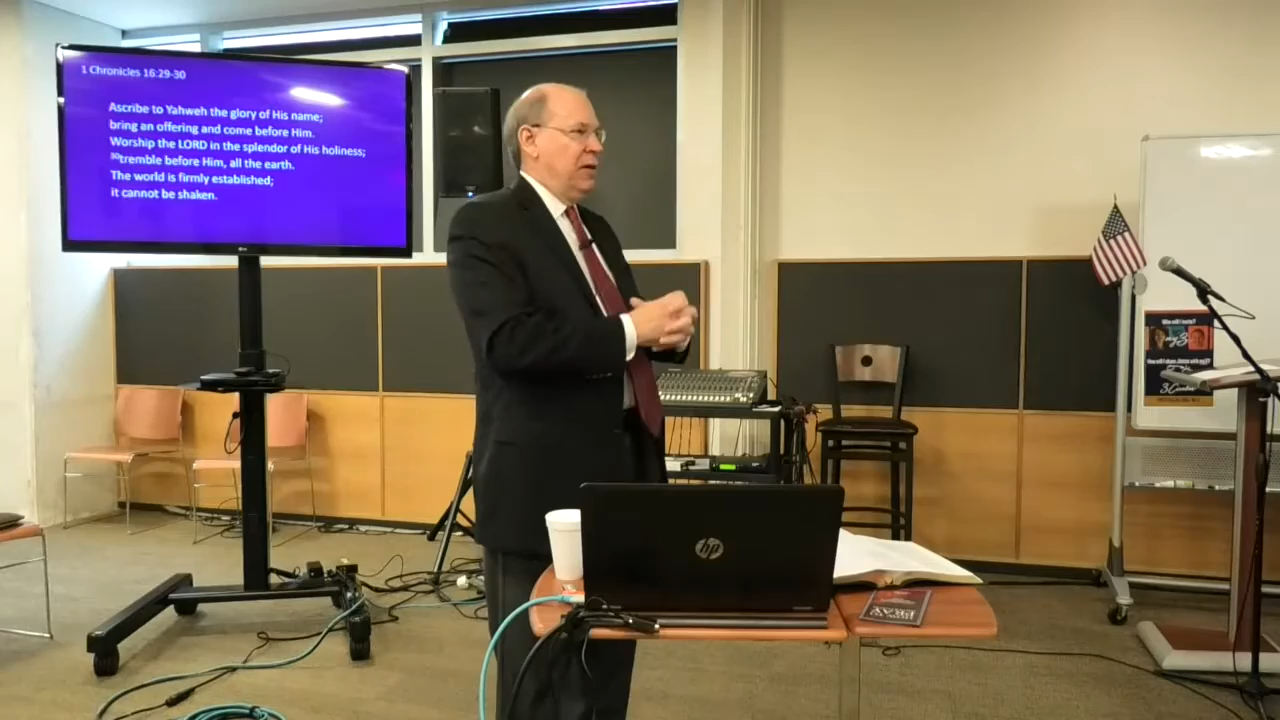 1 Chronicles 16:29-30
Ascribe to Yahweh the glory of His name;
bring an offering and come before Him.
Worship the LORD in the splendor of His holiness;
30tremble before Him, all the earth.
The world is firmly established;
it cannot be shaken.
LG
hp
PRAY